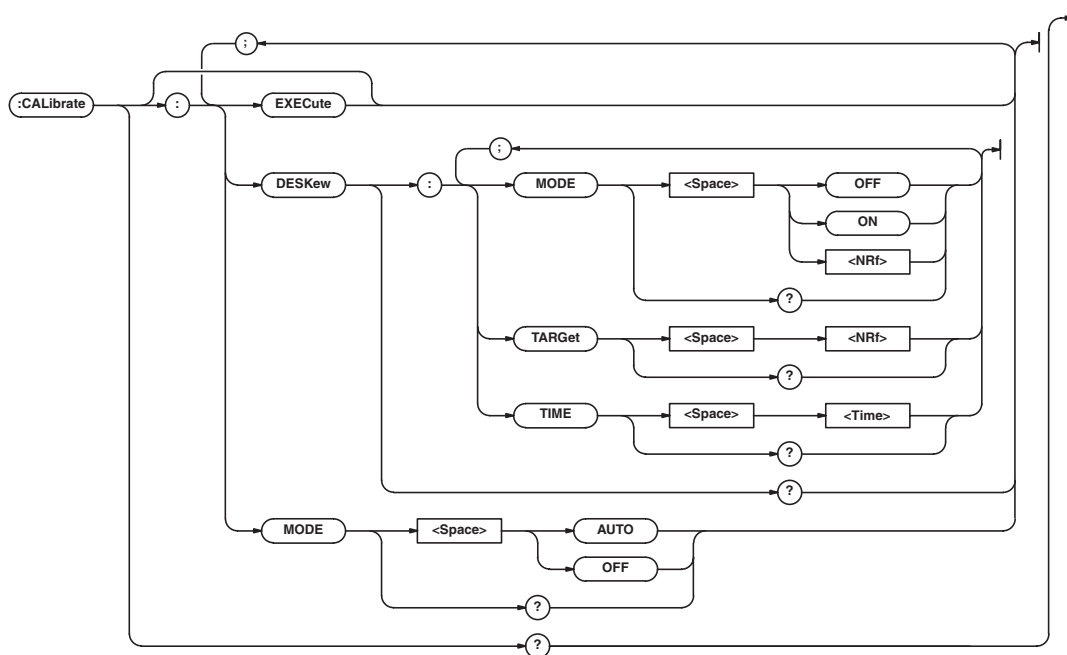 ;
:CALibrate : EXECute
;
DESKew : MODE <Space> OFF
ON
<NRf>
?
TARGet <Space> <NRf>
?
TIME <Space> <Time>
?
?
MODE <Space> AUTO
OFF
?
?